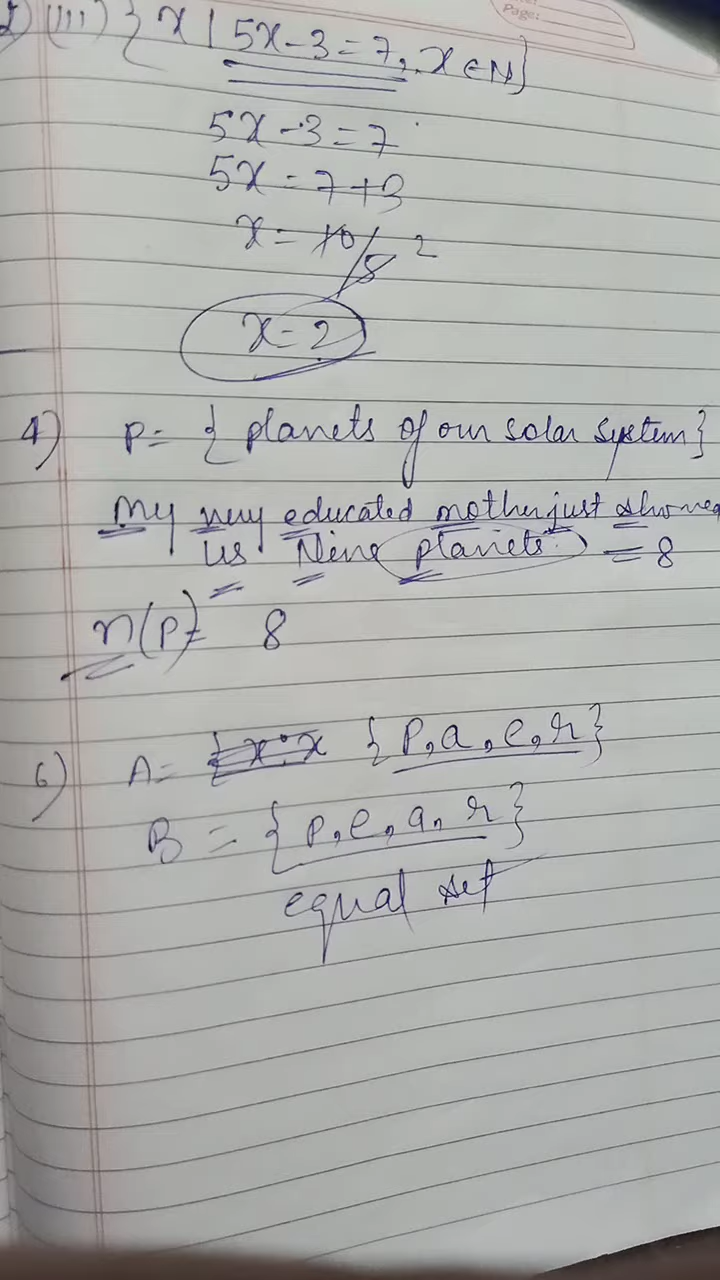 Page:
(iii) { x | 5x-3=7, x∈N}
5x-3=7
5x=7+3
x=10/5 2
x=2
4) P= { planets of our solar system}
My very educated mother just showed
us Nine planets = 8
n(P)= 8
6) A= {x:x {p,a,e,r}
B = {p,e,a,r}
equal set